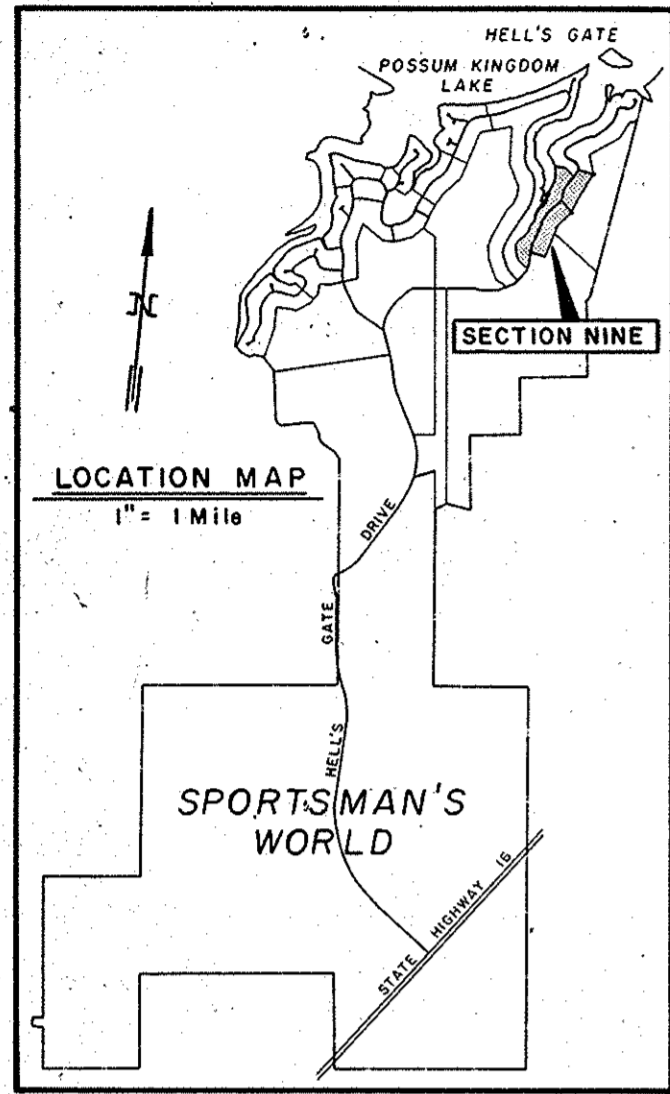 HELL'S GATE
POSSUM KINGDOM
LAKE
N
SECTION NINE
LOCATION MAP
1" = 1 Mile
DRIVE
GATE
HELL'S
SPORTSMAN'S
WORLD
STATE HIGHWAY 16